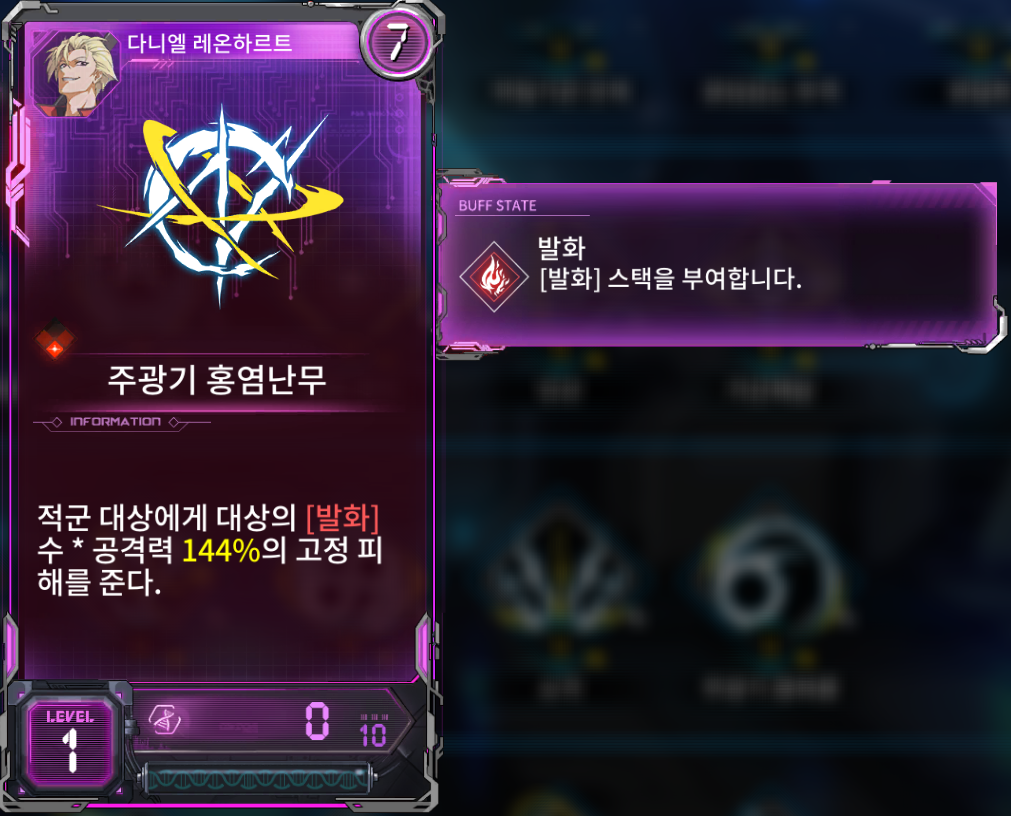 다니엘 레온하르트
7
주광기 홍염난무
INFORMATION
적군 대상에게 대상의 [발화]
수 * 공격력 144%의 고정 피
해를 준다.
LEVEL
1
0
10
BUFF STATE
발화
[발화] 스택을 부여합니다.